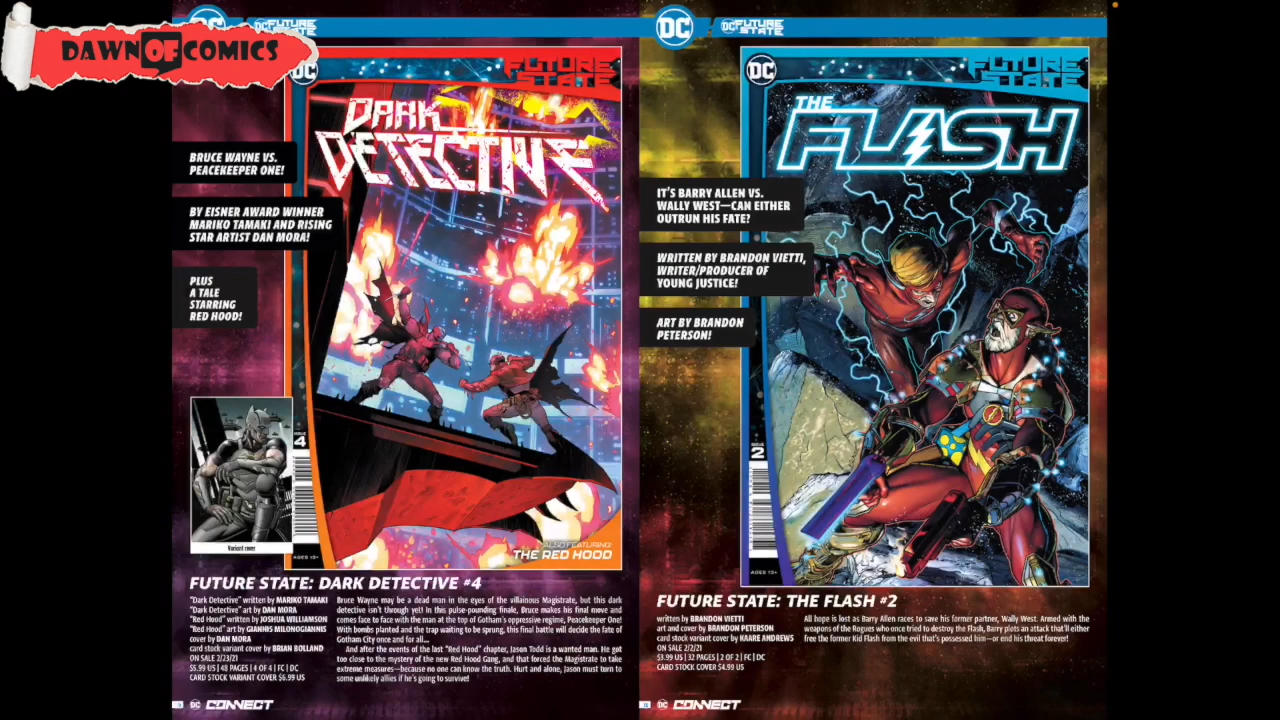 DAWN OF COMICS
DC
FUTURE STATE
FUTURE
STATE
DC
DARK
DETECTIVE
BRUCE WAYNE VS.
PEACEKEEPER ONE!
BY EISNER AWARD WINNER
MARIKO TAMAKI AND RISING
STAR ARTIST DAN MORA!
PLUS
A TALE
STARRING
RED HOOD!
ISSUE
4
AGES 13+
Variant cover
ALSO FEATURING:
THE RED HOOD
FUTURE STATE: DARK DETECTIVE #4
"Dark Detective" written by MARIKO TAMAKI
"Dark Detective" art by DAN MORA
"Red Hood" written by JOSHUA WILLIAMSON
"Red Hood" art by GIANNIS MILONOGIANNIS
cover by DAN MORA
card stock variant cover by BRIAN BOLLAND
ON SALE 2/23/21
$5.99 US | 48 PAGES | 4 OF 4 | FC | DC
CARD STOCK VARIANT COVER $6.99 US
Bruce Wayne may be a dead man in the eyes of the villainous Magistrate, but this dark
detective isn't through yet! In this pulse-pounding finale, Bruce makes his final move and
comes face to face with the man at the top of Gotham's oppressive regime, Peacekeeper One!
With bombs planted and the trap waiting to be sprung, this final battle will decide the fate of
Gotham City once and for all...
And after the events of the last "Red Hood" chapter, Jason Todd is a wanted man. He got
too close to the mystery of the new Red Hood Gang, and that forced the Magistrate to take
extreme measures—because no one can know the truth. Hurt and alone, Jason must turn to
some unlikely allies if he's going to survive!
DC CONNECT
DC
DC FUTURE STATE
DC
FUTURE
STATE
THE
FLASH
IT'S BARRY ALLEN VS.
WALLY WEST—CAN EITHER
OUTRUN HIS FATE?
WRITTEN BY BRANDON VIETTI,
WRITER/PRODUCER OF
YOUNG JUSTICE!
ART BY BRANDON
PETERSON!
ISSUE
2
AGES 13+
FUTURE STATE: THE FLASH #2
written by BRANDON VIETTI
art and cover by BRANDON PETERSON
card stock variant cover by KAARE ANDREWS
ON SALE 2/2/21
$3.99 US | 32 PAGES | 2 OF 2 | FC | DC
CARD STOCK COVER $4.99 US
All hope is lost as Barry Allen races to save his former partner, Wally West. Armed with the
weapons of the Rogues who once tried to destroy the Flash, Barry plots an attack that'll either
free the former Kid Flash from the evil that's possessed him—or end his threat forever!
DC CONNECT